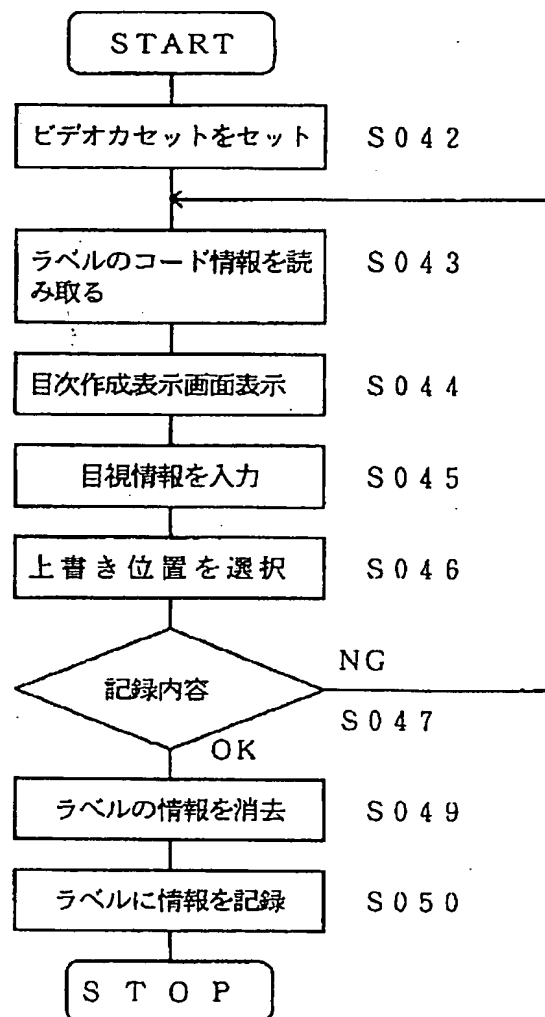 START
ビデオカセットをセット S042
ラベルのコード情報を読 S043
み取る
目次作成表示画面表示 S044
目視情報を入力 S045
上書き位置を選択 S046
NG
記録内容
S047
OK
ラベルの情報を消去 S049
ラベルに情報を記録 S050
STOP